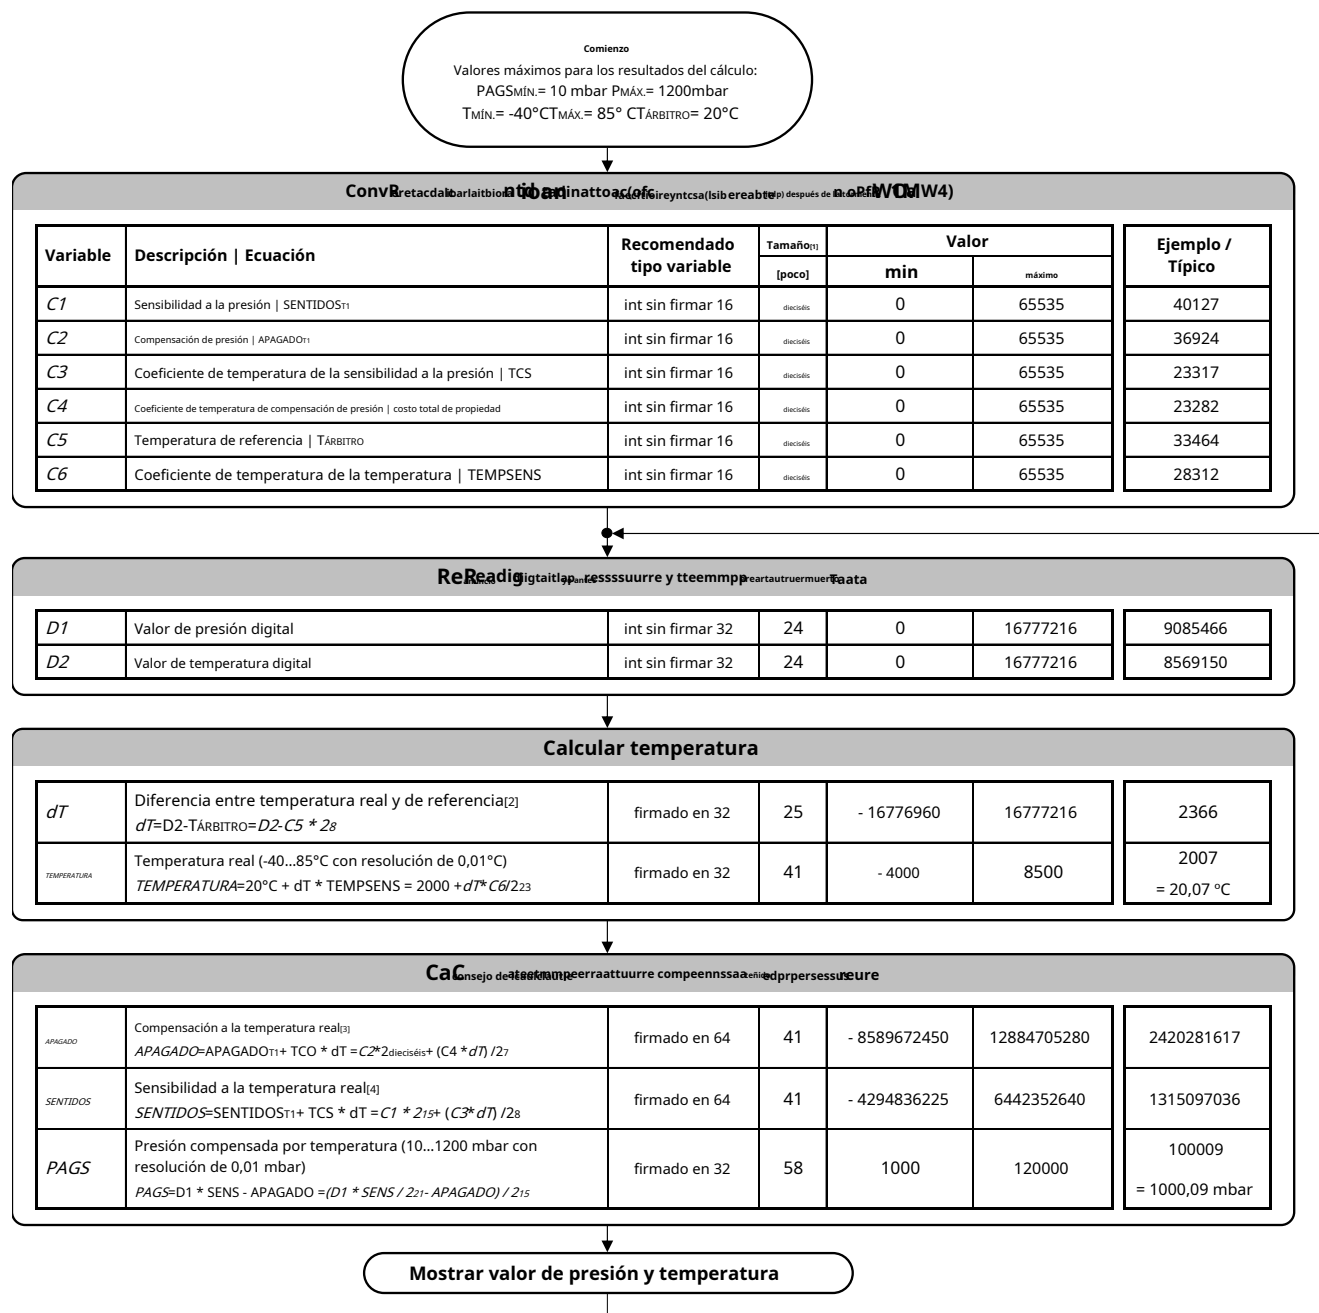 Comienzo
Valores máximos para los resultados del cálculo:
PAGSMÍN.= 10 mbar PMÁX.= 1200mbar
TMÍN.= -40°CTMÁX.= 85° CTÁRBITRO= 20°C
Variable Descripción | Ecuación Recomendado tipo variable Tamaño[1] [poco] Valor min máximo Ejemplo / Típico
C1 Sensibilidad a la presión | SENTIDOST1 int sin firmar 16 dieciséis 0 65535 40127
C2 Compensación de presión | APAGADOT1 int sin firmar 16 dieciséis 0 65535 36924
C3 Coeficiente de temperatura de la sensibilidad a la presión | TCS int sin firmar 16 dieciséis 0 65535 23317
C4 Coeficiente de temperatura de compensación de presión | costo total de propiedad int sin firmar 16 dieciséis 0 65535 23282
C5 Temperatura de referencia | TÁRBITRO int sin firmar 16 dieciséis 0 65535 33464
C6 Coeficiente de temperatura de la temperatura | TEMPSENS int sin firmar 16 dieciséis 0 65535 28312
D1 Valor de presión digital int sin firmar 32 24 0 16777216 9085466
D2 Valor de temperatura digital int sin firmar 32 24 0 16777216 8569150
Calcular temperatura
dT Diferencia entre temperatura real y de referencia[2] firmado en 32 25 - 16776960 16777216 2366
dT=D2-TÁRBITRO=D2-C5 * 28
TEMPERATURA Temperatura real (-40...85°C con resolución de 0,01°C) firmado en 32 41 - 4000 8500 2007
TEMPERATURA=20°C + dT * TEMPSENS = 2000 +dT*C6/223 = 20,07 ºC
APAGADO Compensación a la temperatura real[3] firmado en 64 41 - 8589672450 12884705280 2420281617
APAGADO=APAGADOT1+ TCO * dT =C2*2dieciséis+ (C4 *dT) /27
SENTIDOS Sensibilidad a la temperatura real[4] firmado en 64 41 - 4294836225 6442352640 1315097036
SENTIDOS=SENTIDOST1+ TCS * dT =C1 * 215+ (C3*dT) /28
PAGS Presión compensada por temperatura (10...1200 mbar con resolución de 0,01 mbar) firmado en 32 58 1000 120000 100009
PAGS=D1 * SENS - APAGADO =(D1 * SENS / 221- APAGADO) / 215 = 1000,09 mbar
Mostrar valor de presión y temperatura